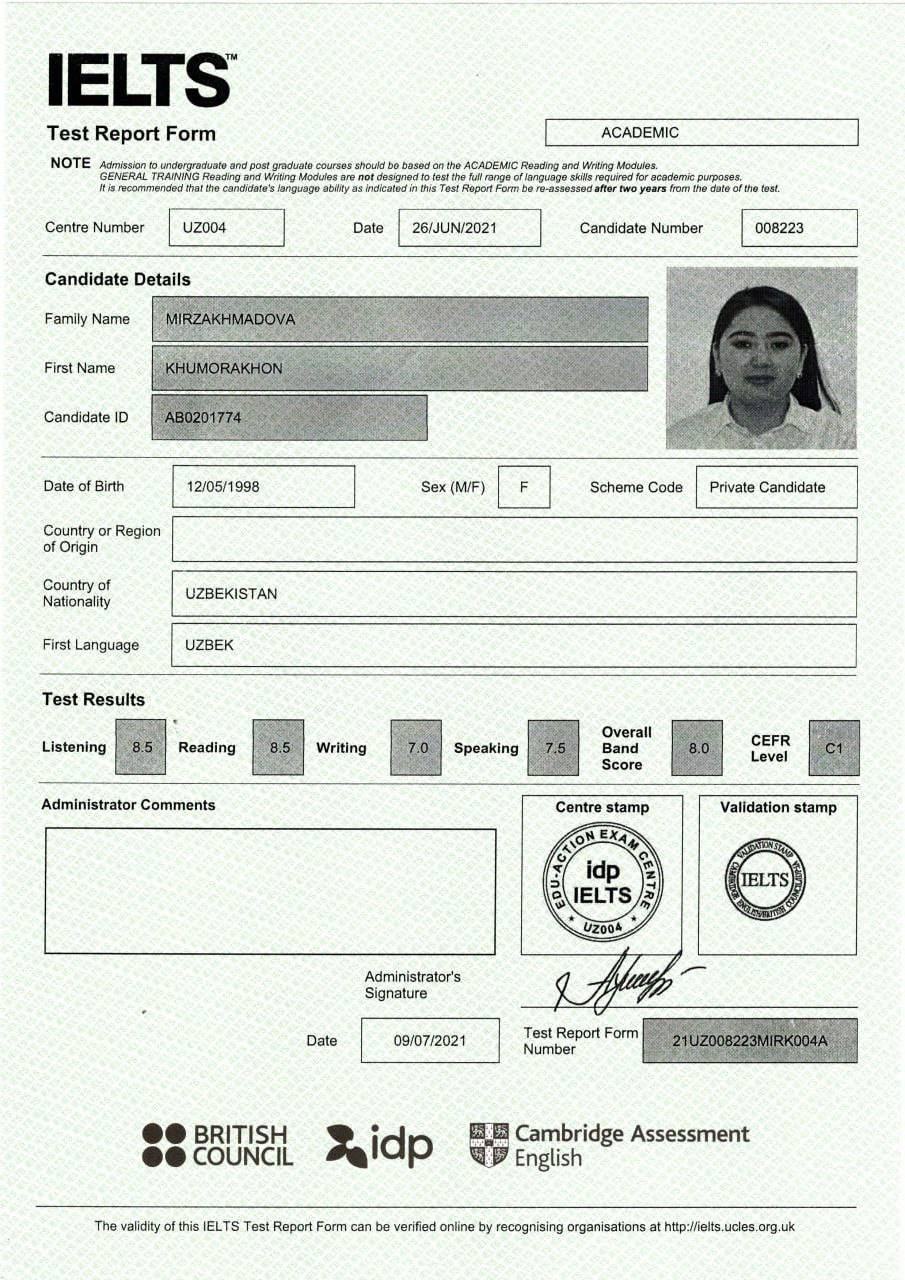 IELTS™
Test Report Form
ACADEMIC
NOTE Admission to undergraduate and post graduate courses should be based on the ACADEMIC Reading and Writing Modules.
GENERAL TRAINING Reading and Writing Modules are not designed to test the full range of language skills required for academic purposes.
It is recommended that the candidate's language ability as indicated in this Test Report Form be re-assessed after two years from the date of the test.
Centre Number UZ004 Date 26/JUN/2021 Candidate Number 008223
Candidate Details
Family Name MIRZAKHMADOVA
First Name KHUMORAKHON
Candidate ID AB0201774
Date of Birth 12/05/1998 Sex (M/F) F Scheme Code Private Candidate
Country or Region
of Origin
Country of
Nationality UZBEKISTAN
First Language UZBEK
Test Results
Listening 8.5 Reading 8.5 Writing 7.0 Speaking 7.5 Overall Band Score 8.0 CEFR Level C1
Administrator Comments
Centre stamp
EDU-ACTION EXAM CENTRE
idp
IELTS
UZ004
Validation stamp
VALIDATION STAMP
IELTS
Administrator's
Signature
Date 09/07/2021
Test Report Form
Number 21UZ008223MIRK004A
BRITISH
COUNCIL
idp
Cambridge Assessment
English
The validity of this IELTS Test Report Form can be verified online by recognising organisations at http://ielts.ucles.org.uk